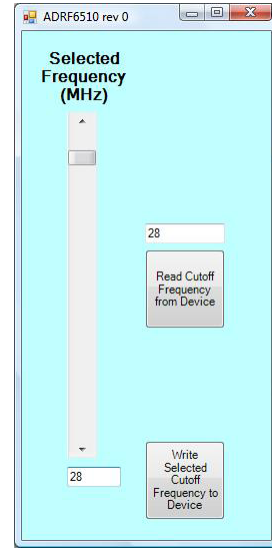 ADRF6510 rev 0
Selected
Frequency
(MHz)
28
Read Cutoff
Frequency
from Device
28
Write
Selected
Cutoff
Frequency to
Device